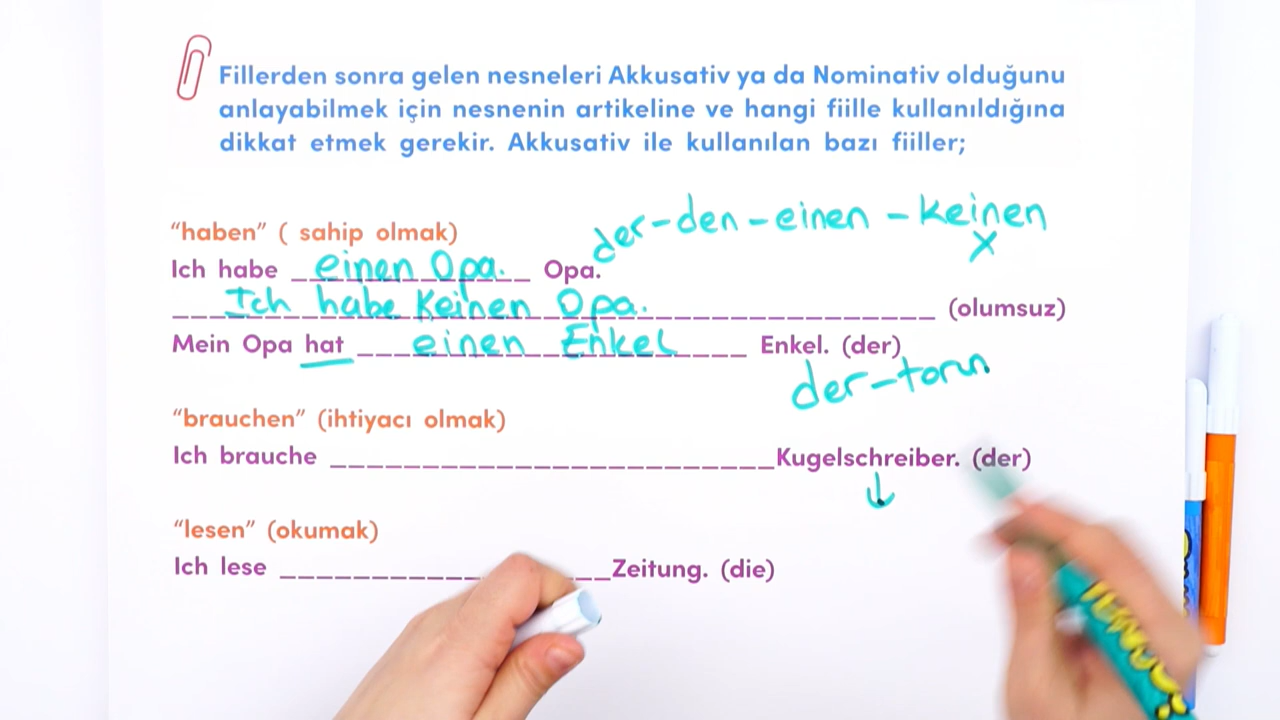 Fillerden sonra gelen nesneleri Akkusativ ya da Nominativ olduğunu
anlayabilmek için nesnenin artikeline ve hangi fiille kullanıldığına
dikkat etmek gerekir. Akkusativ ile kullanılan bazı fiiller;
der-den-einen-keinen
x
"haben" ( sahip olmak)
Ich habe einen Opa. Opa.
Ich habe Keinen Opa. (olumsuz)
Mein Opa hat einen Enkel Enkel. (der)
der-torun
"brauchen" (ihtiyacı olmak)
Ich brauche ________________________Kugelschreiber. (der)
"lesen" (okumak)
Ich lese __________________Zeitung. (die)